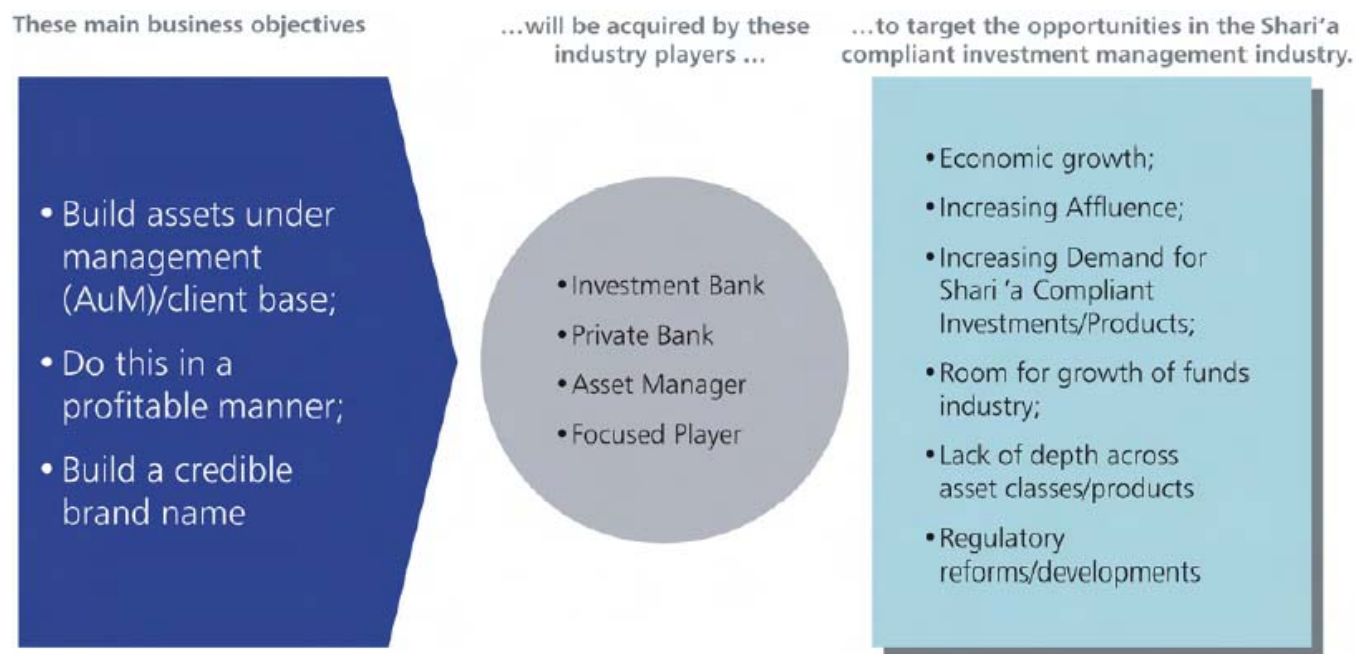 These main business objectives
...will be acquired by these
industry players ...
...to target the opportunities in the Shari'a
compliant investment management industry.
• Build assets under
management
(AuM)/client base;
• Do this in a
profitable manner;
• Build a credible
brand name
• Investment Bank
• Private Bank
• Asset Manager
• Focused Player
• Economic growth;
• Increasing Affluence;
• Increasing Demand for
Shari 'a Compliant
Investments/Products;
• Room for growth of funds
industry;
• Lack of depth across
asset classes/products
• Regulatory
reforms/developments